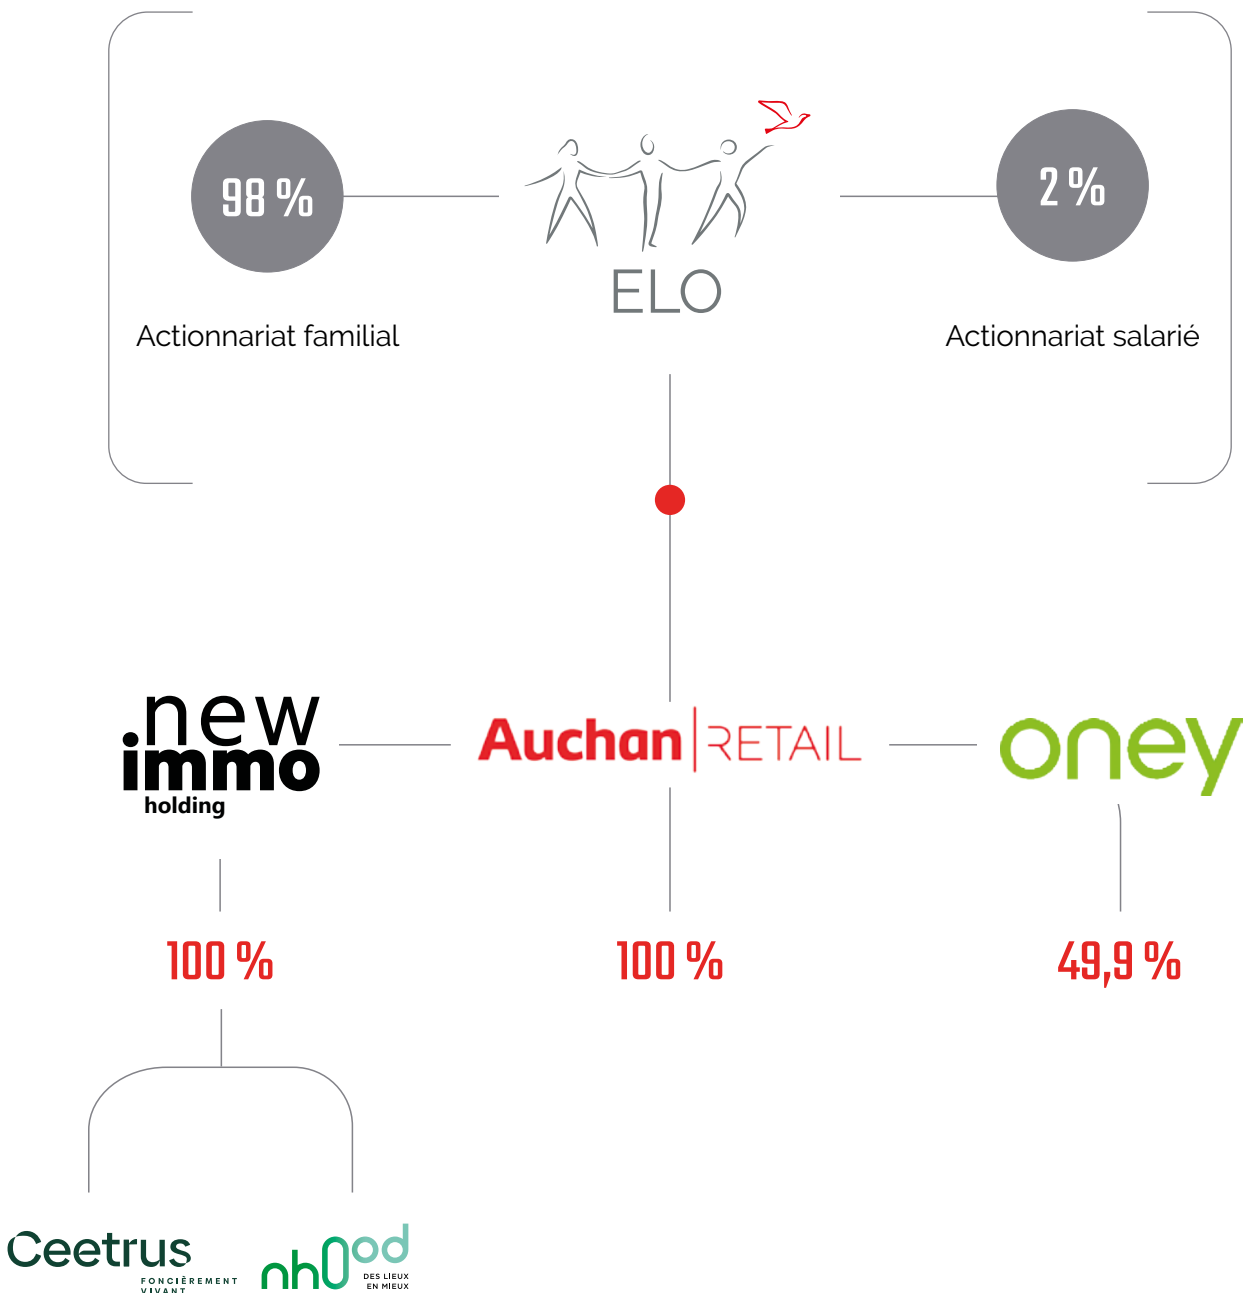 98 %
2 %
ELO
Actionnariat familial
Actionnariat salarié
new
immo
holding
Auchan RETAIL
oney
100 %
100 %
49,9 %
Ceetrus
FONCIÈREMENT
VIVANT
nhood
DES LIEUX
EN MIEUX